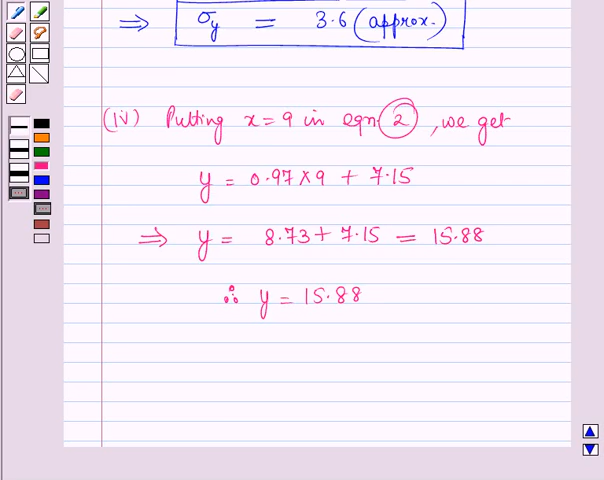 ⇒ σy = 3.6 (approx.)
(iv) Putting x = 9 in eqn (2), we get
y = 0.97 × 9 + 7.15
⇒ y = 8.73 + 7.15 = 15.88
∴ y = 15.88